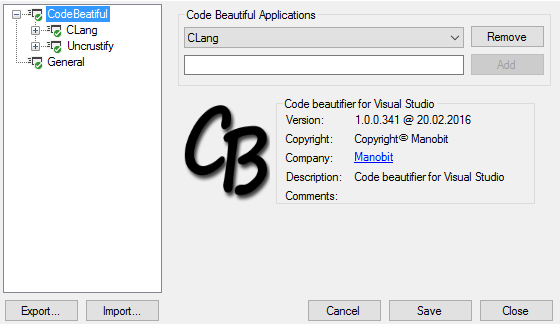 CodeBeatiful
CLang
Uncrustify
General
Export...
Import...
Code Beautiful Applications
CLang
Remove
Add
CB
Code beautifier for Visual Studio
Version: 1.0.0.341 @ 20.02.2016
Copyright: Copyright© Manobit
Company: Manobit
Description: Code beautifier for Visual Studio
Comments:
Cancel
Save
Close